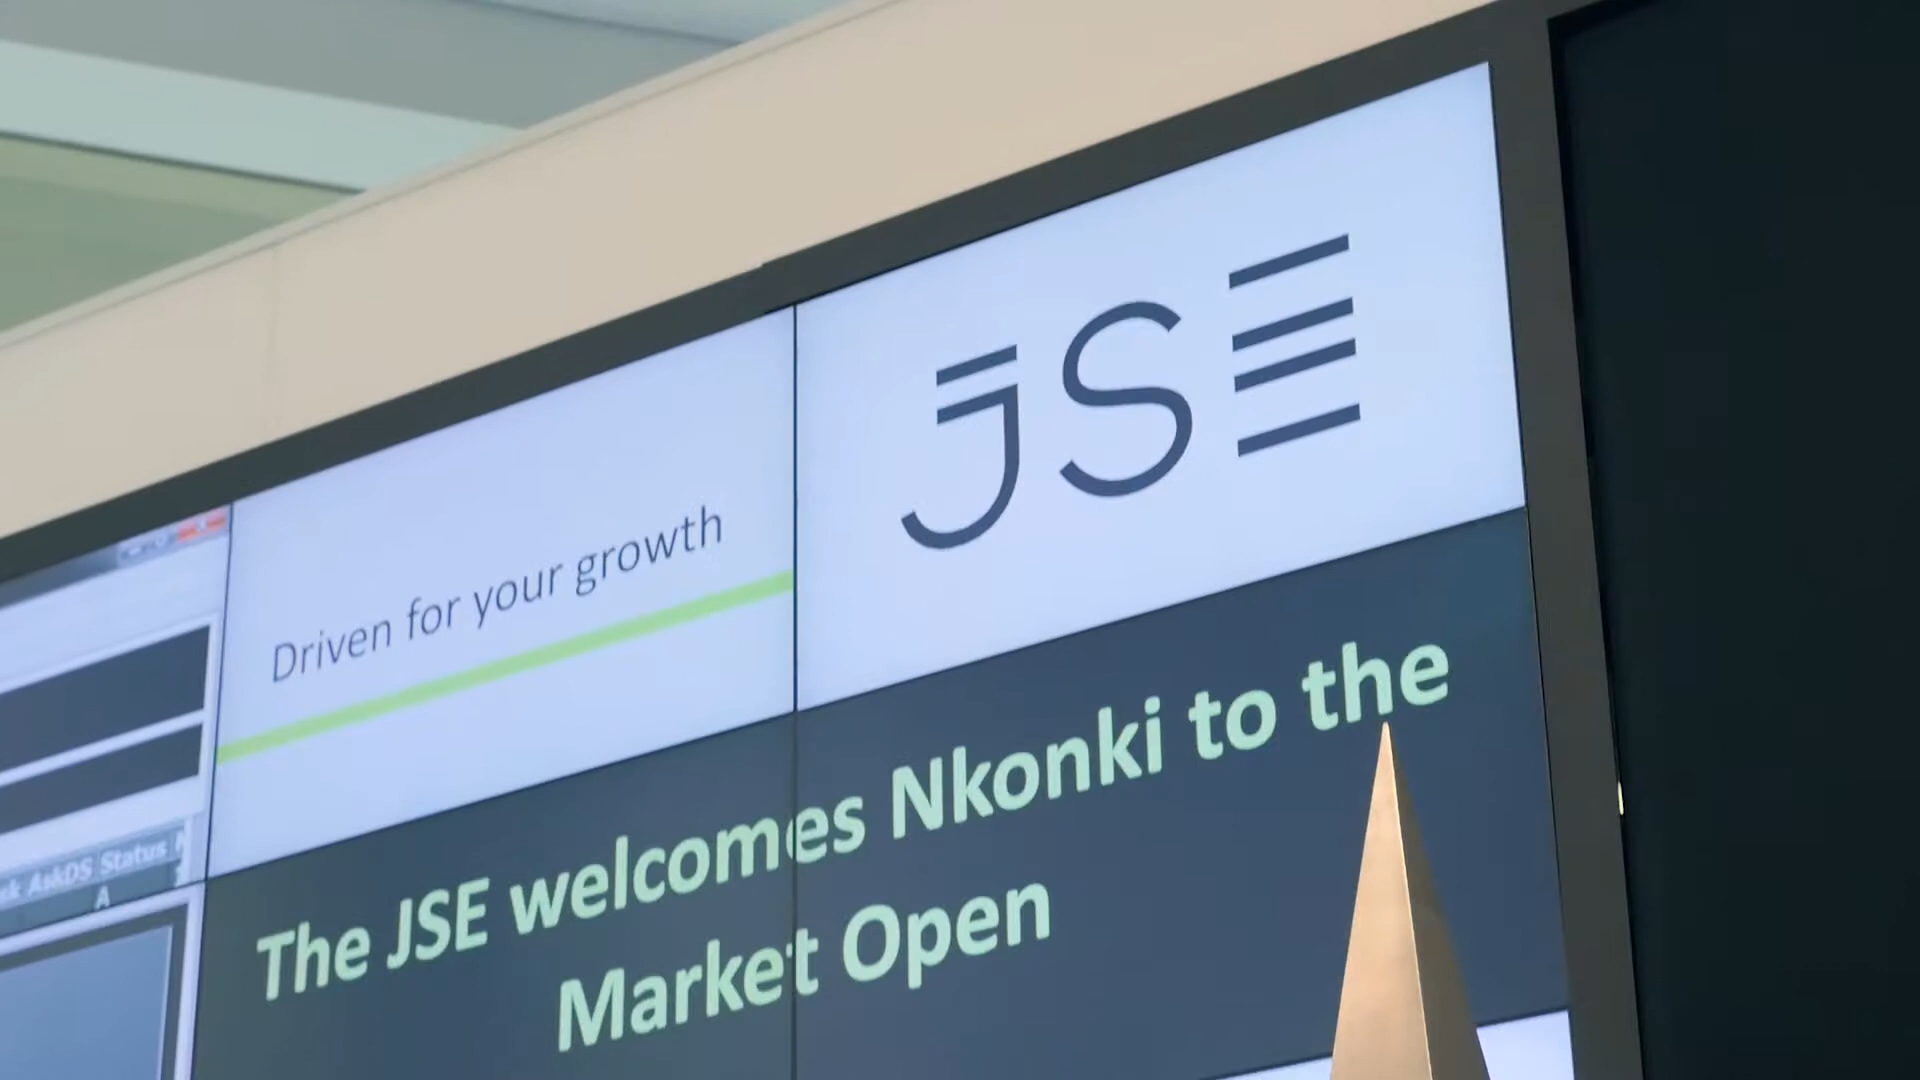 JSE
Driven for your growth
The JSE welcomes Nkonki to the
Market Open
AskDS Status
A